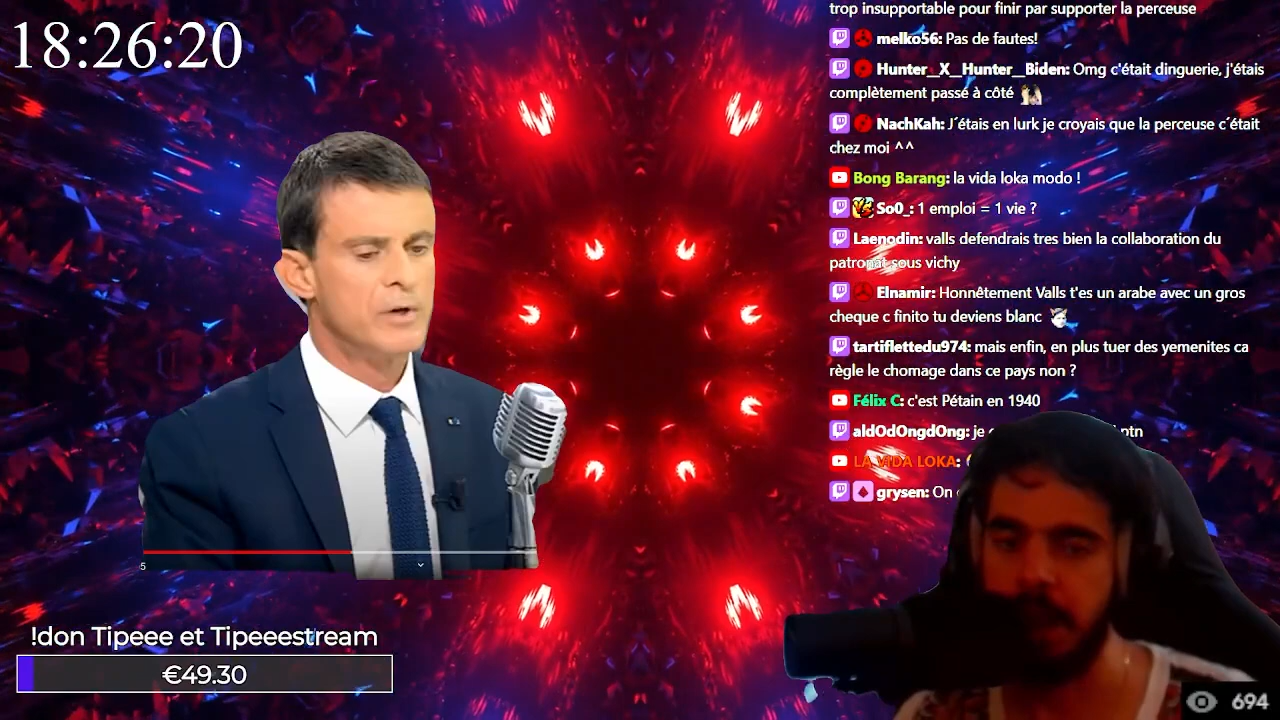 18:26:20
trop insupportable pour finir par supporter la perceuse
melko56: Pas de fautes!
Hunter__X__Hunter__Biden: Omg c'était dinguerie, j'étais
complètement passé à côté
NachKah: J´étais en lurk je croyais que la perceuse c´était
chez moi ^^
Bong Barang: la vida loka modo !
So0_: 1 emploi = 1 vie ?
Laenodin: valls defendrais tres bien la collaboration du
patronat sous vichy
Elnamir: Honnêtement Valls t'es un arabe avec un gros
cheque c finito tu deviens blanc
tartiflettedu974: mais enfin, en plus tuer des yemenites ca
règle le chomage dans ce pays non ?
Félix C: c'est Pétain en 1940
aldOdOngdOng: je ptn
LA VIDA LOKA:
grysen: On
5
!don Tipeee et Tipeeestream
€49.30
694